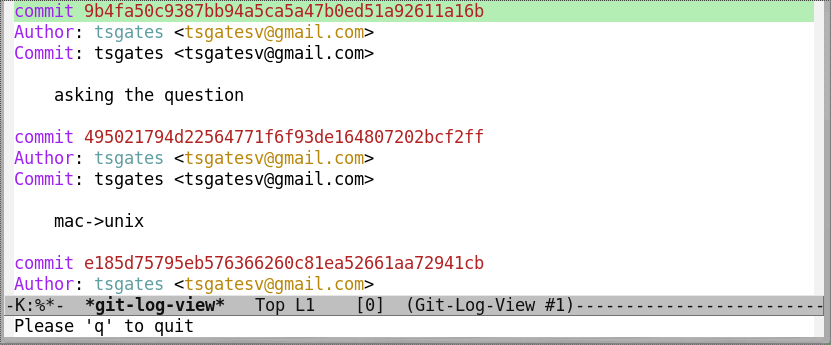 commit 9b4fa50c9387bb94a5ca5a47b0ed51a92611a16b
Author: tsgates <tsgatesv@gmail.com>
Commit: tsgates <tsgatesv@gmail.com>
asking the question
commit 495021794d22564771f6f93de164807202bcf2ff
Author: tsgates <tsgatesv@gmail.com>
Commit: tsgates <tsgatesv@gmail.com>
mac->unix
commit e185d75795eb576366260c81ea52661aa72941cb
Author: tsgates <tsgatesv@gmail.com>
-K:%*-  *git-log-view*   Top L1    [0]  (Git-Log-View #1)-------------------------
Please 'q' to quit